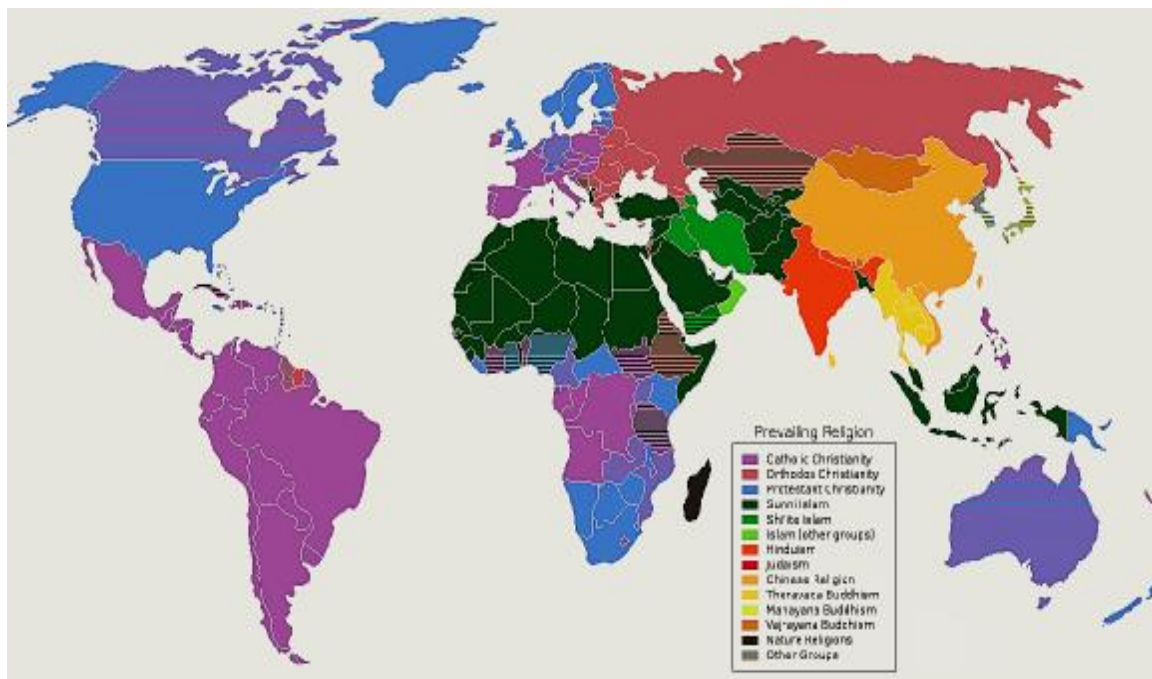 Prevailing Religion
Catholic Christianity
Orthodox Christianity
Protestant Christianity
Sunni Islam
Shi'ite Islam
Islam (other groups)
Hinduism
Judaism
Chinese Religion
Theravada Buddhism
Mahayana Buddhism
Vajrayana Buddhism
Nature Religions
Other Groups